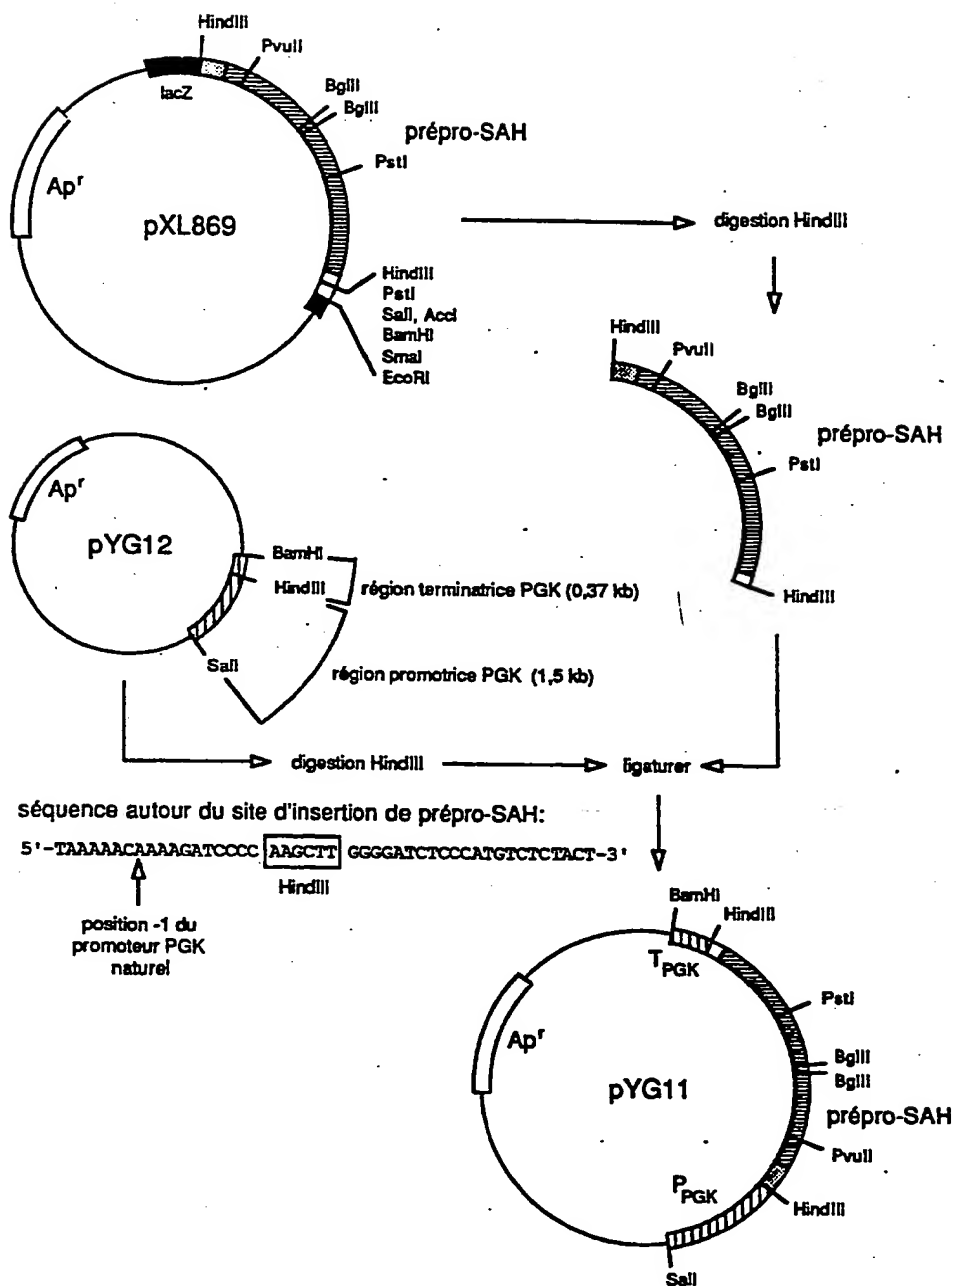 HindIII
PvuII
lacZ
BglII
BglII
prépro-SAH
PstI
Apʳ
pXL869
digestion HindIII
HindIII
PstI
SalI, AccI
BamHI
SmaI
EcoRI
HindIII
PvuII
BglII
BglII
prépro-SAH
PstI
HindIII
Apʳ
pYG12
BamHI
HindIII
région terminatrice PGK (0,37 kb)
SalI
région promotrice PGK (1,5 kb)
digestion HindIII
ligaturer
séquence autour du site d'insertion de prépro-SAH:
5'-TAAAAACAAAAGATCCCC AAGCTT GGGGATCTCCCATGTCTCTACT-3'
HindIII
position -1 du
promoteur PGK
naturel
BamHI
HindIII
T PGK
PstI
Apʳ
BglII
BglII
pYG11
prépro-SAH
PvuII
P PGK
HindIII
SalI